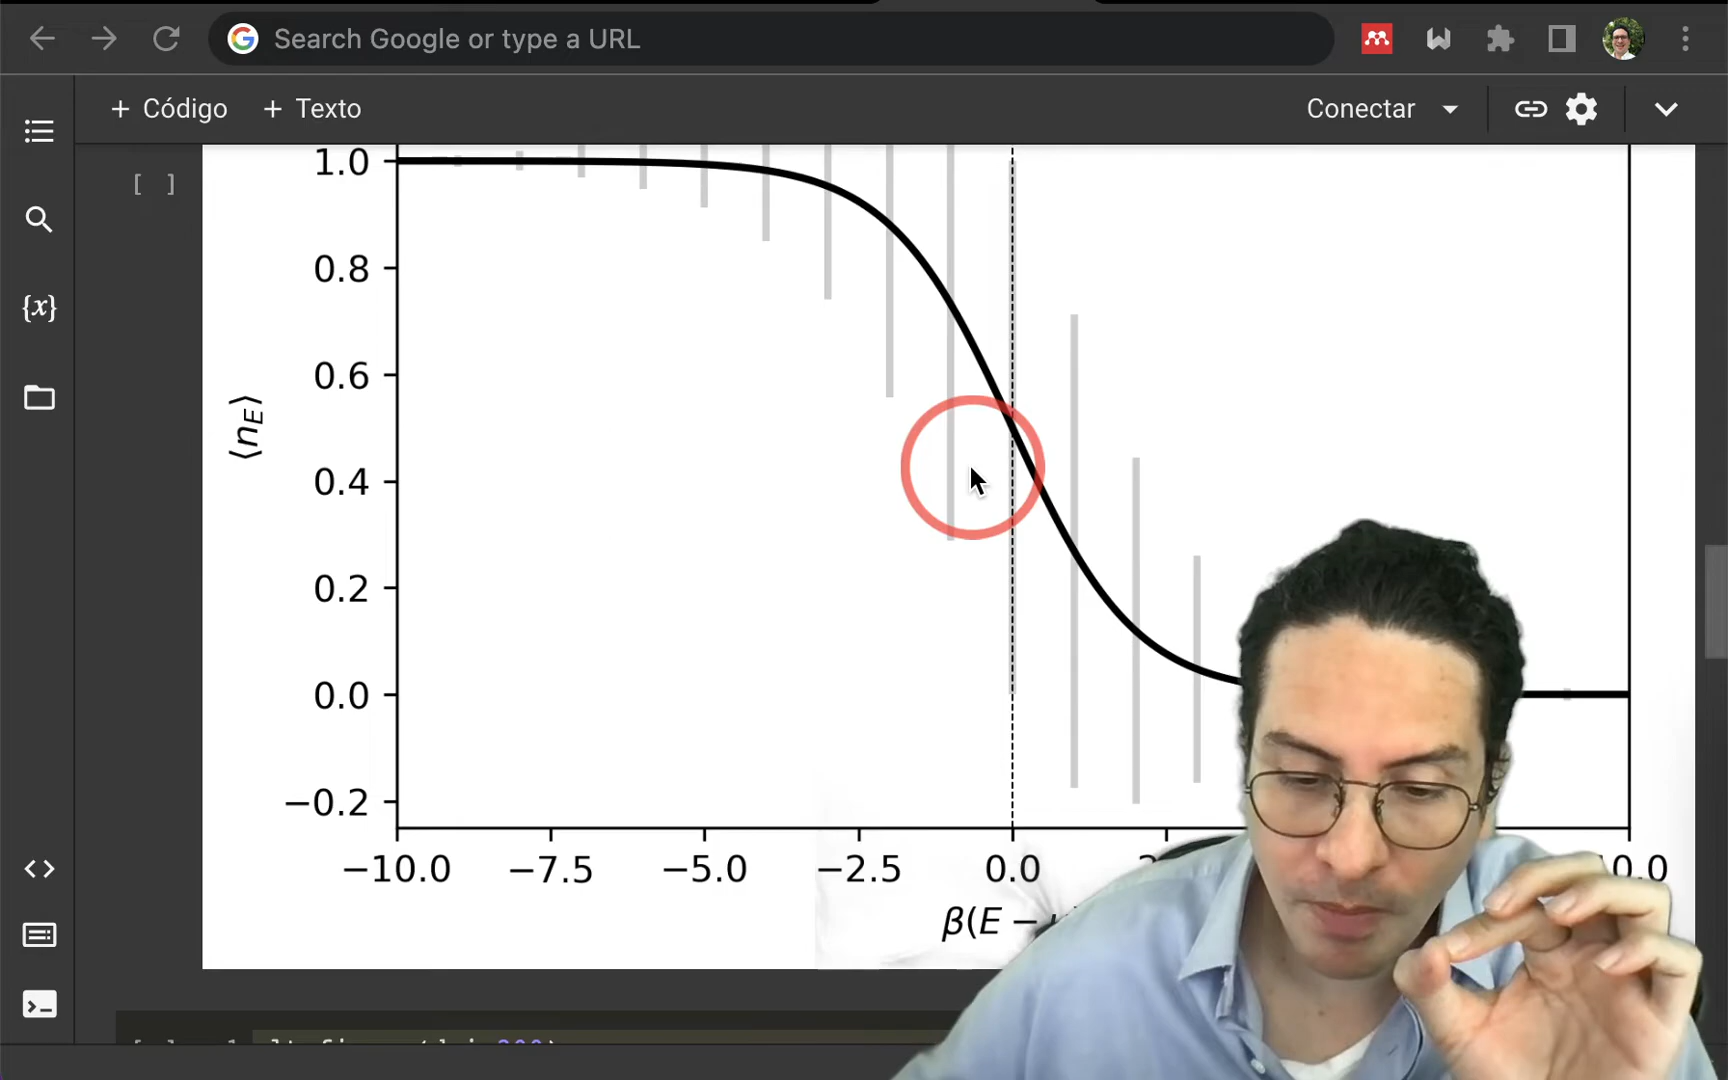 Search Google or type a URL
+ Código + Texto
Conectar
[ ]
{x}
1.0
0.8
0.6
0.4
0.2
0.0
−0.2
⟨n_E⟩
−10.0 −7.5 −5.0 −2.5 0.0
β(E −
[ ] 1